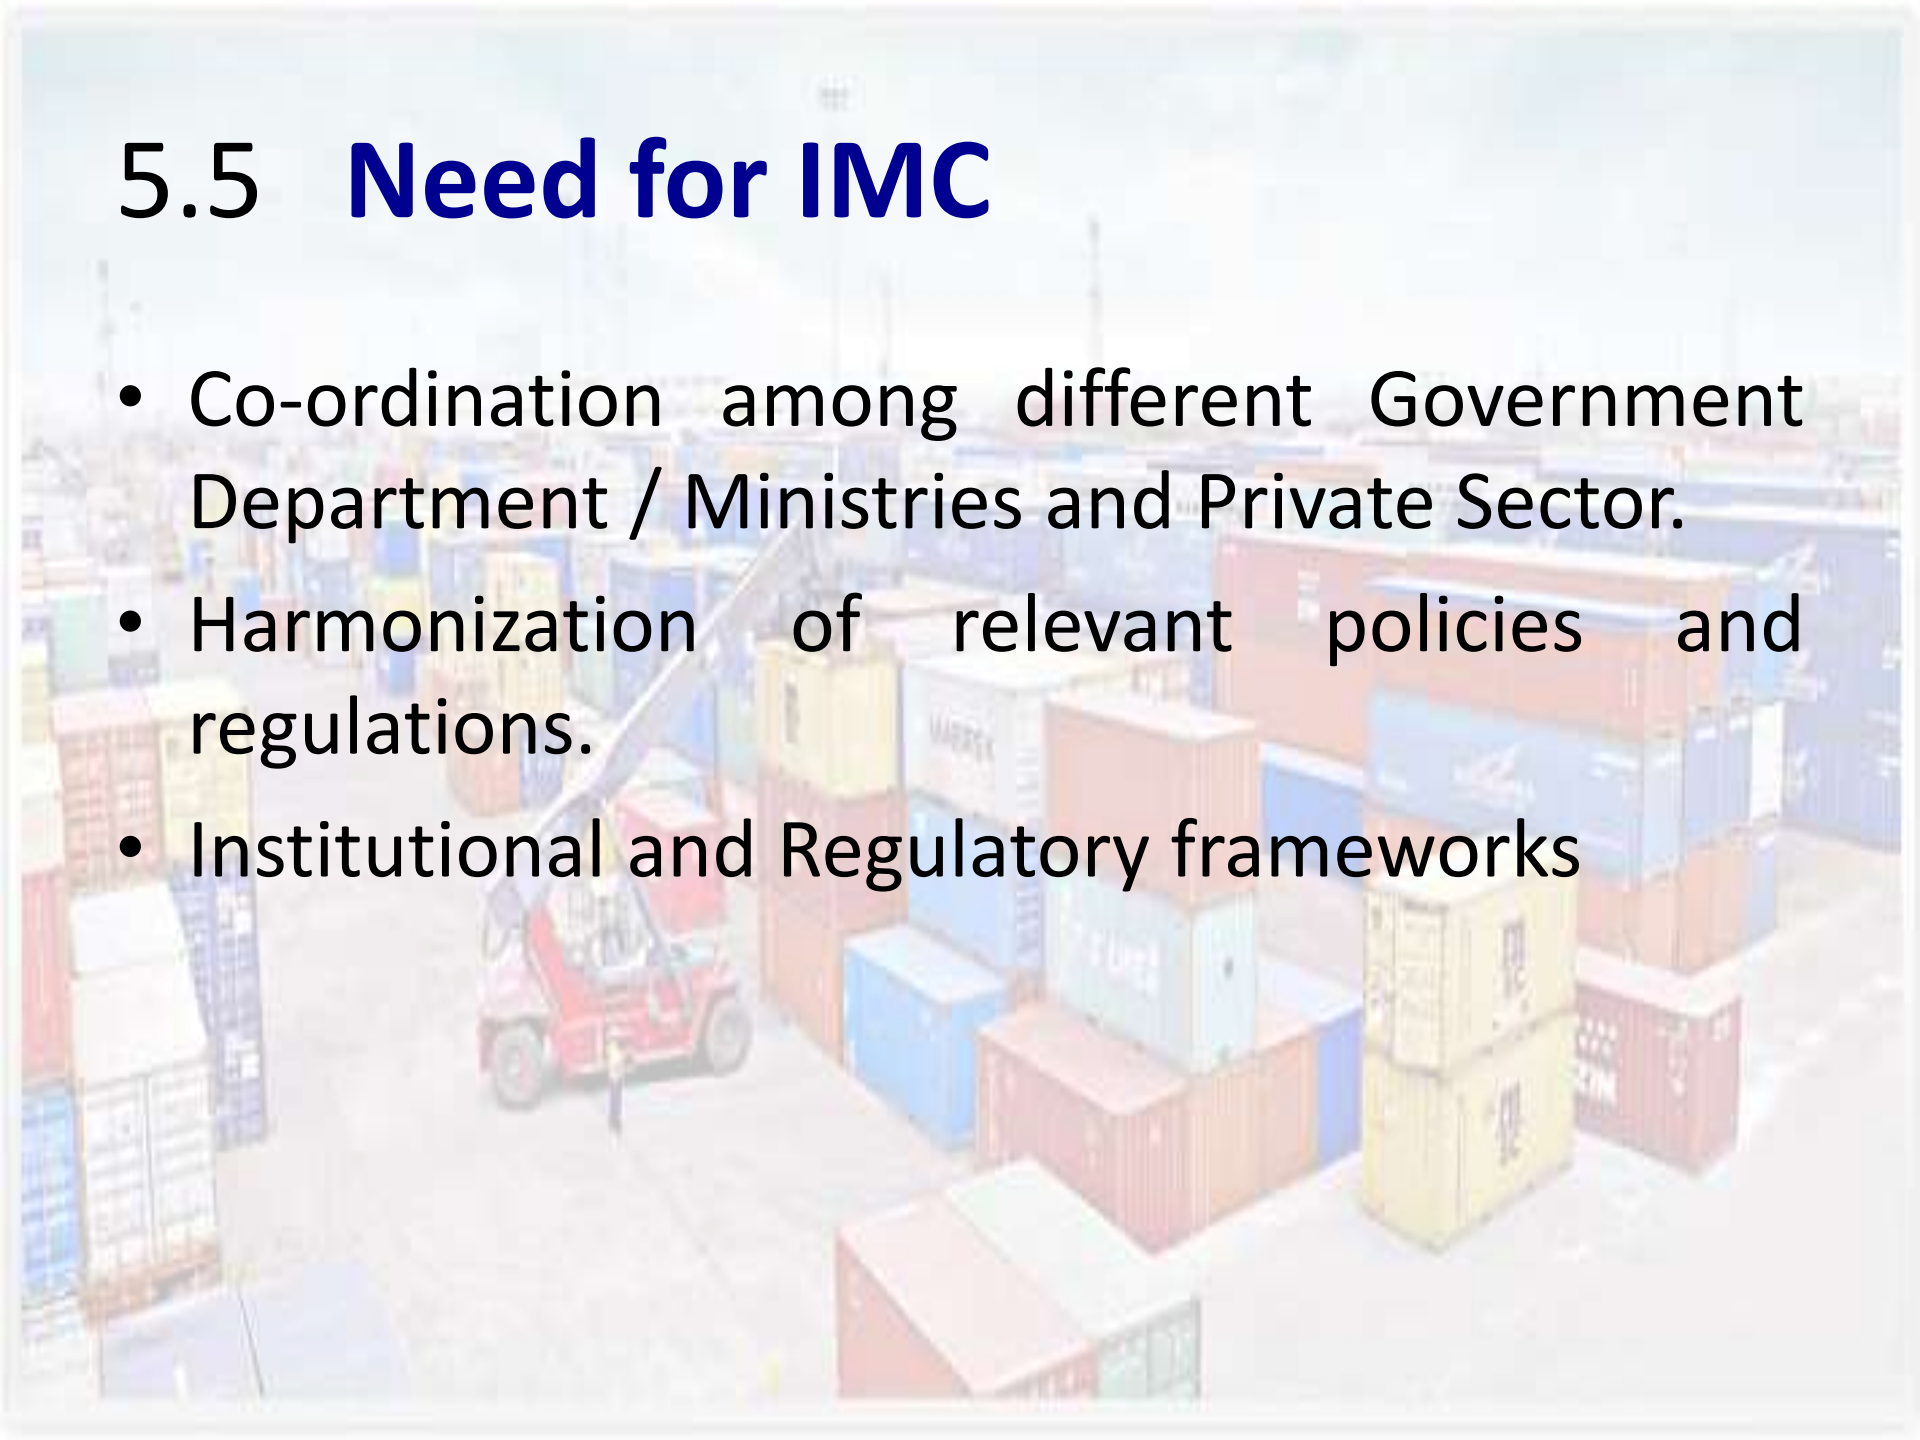 5.5 Need for IMC
• Co-ordination among different Government
Department / Ministries and Private Sector.
• Harmonization of relevant policies and
regulations.
• Institutional and Regulatory frameworks
ZIM